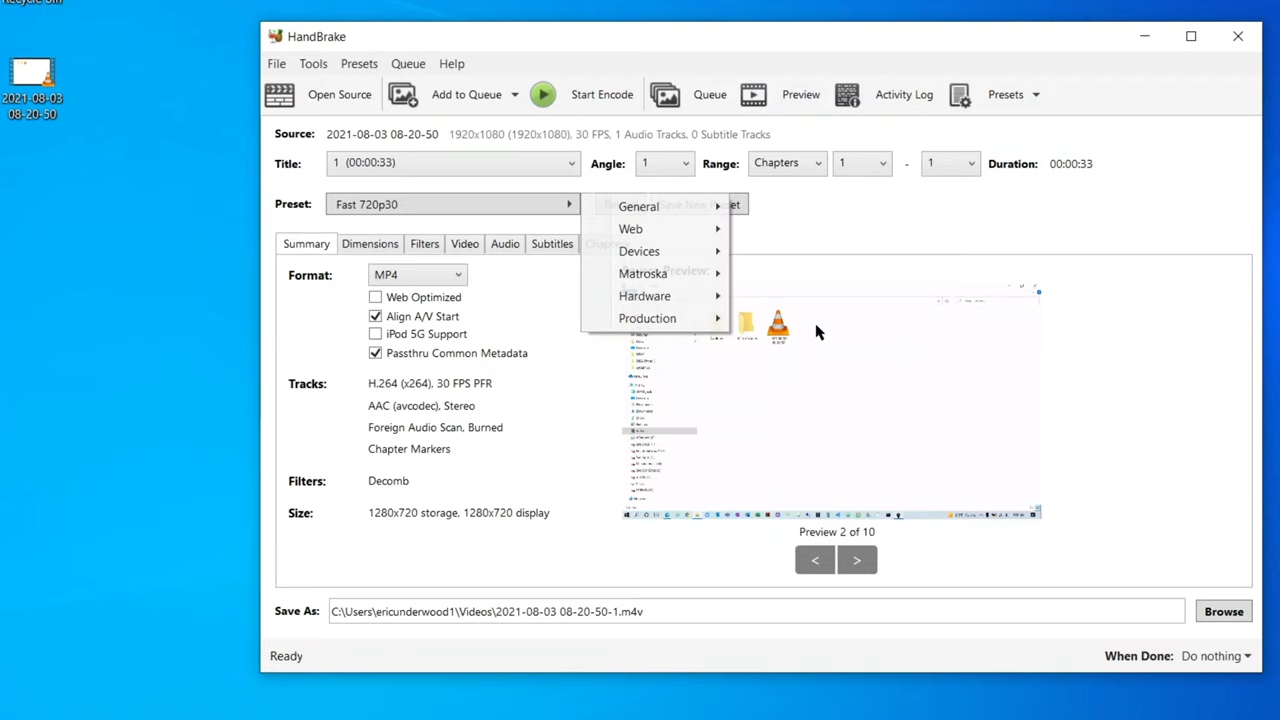 HandBrake
File Tools Presets Queue Help
Open Source Add to Queue Start Encode Queue Preview Activity Log Presets
2021-08-03
08-20-50
Source: 2021-08-03 08-20-50 1920x1080 (1920x1080), 30 FPS, 1 Audio Tracks, 0 Subtitle Tracks
Title: 1 (00:00:33) Angle: 1 Range: Chapters 1 - 1 Duration: 00:00:33
Preset: Fast 720p30
General
Web
Devices
Matroska
Hardware
Production
Summary Dimensions Filters Video Audio Subtitles
Preview:
Format: MP4
Web Optimized
Align A/V Start
iPod 5G Support
Passthru Common Metadata
Tracks: H.264 (x264), 30 FPS PFR
AAC (avcodec), Stereo
Foreign Audio Scan, Burned
Chapter Markers
Filters: Decomb
Size: 1280x720 storage, 1280x720 display
Preview 2 of 10
< >
Save As: C:\Users\ericunderwood1\Videos\2021-08-03 08-20-50-1.m4v Browse
Ready When Done: Do nothing